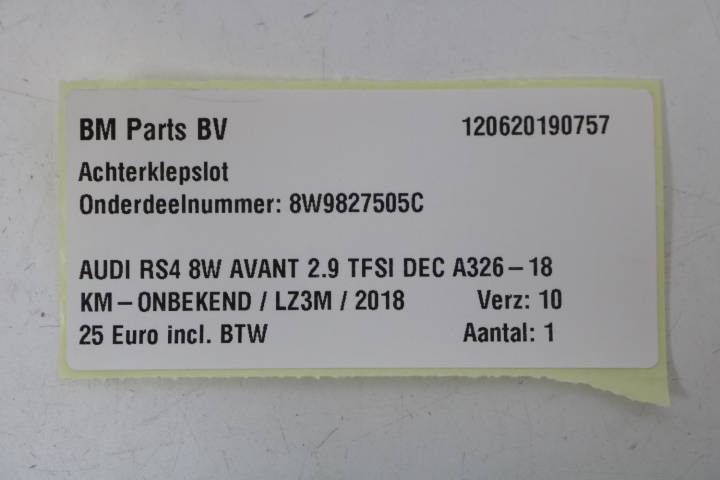 BM Parts BV 120620190757
Achterklepslot
Onderdeelnummer: 8W9827505C
AUDI RS4 8W AVANT 2.9 TFSI DEC A326-18
KM-ONBEKEND / LZ3M / 2018 Verz: 10
25 Euro incl. BTW Aantal: 1